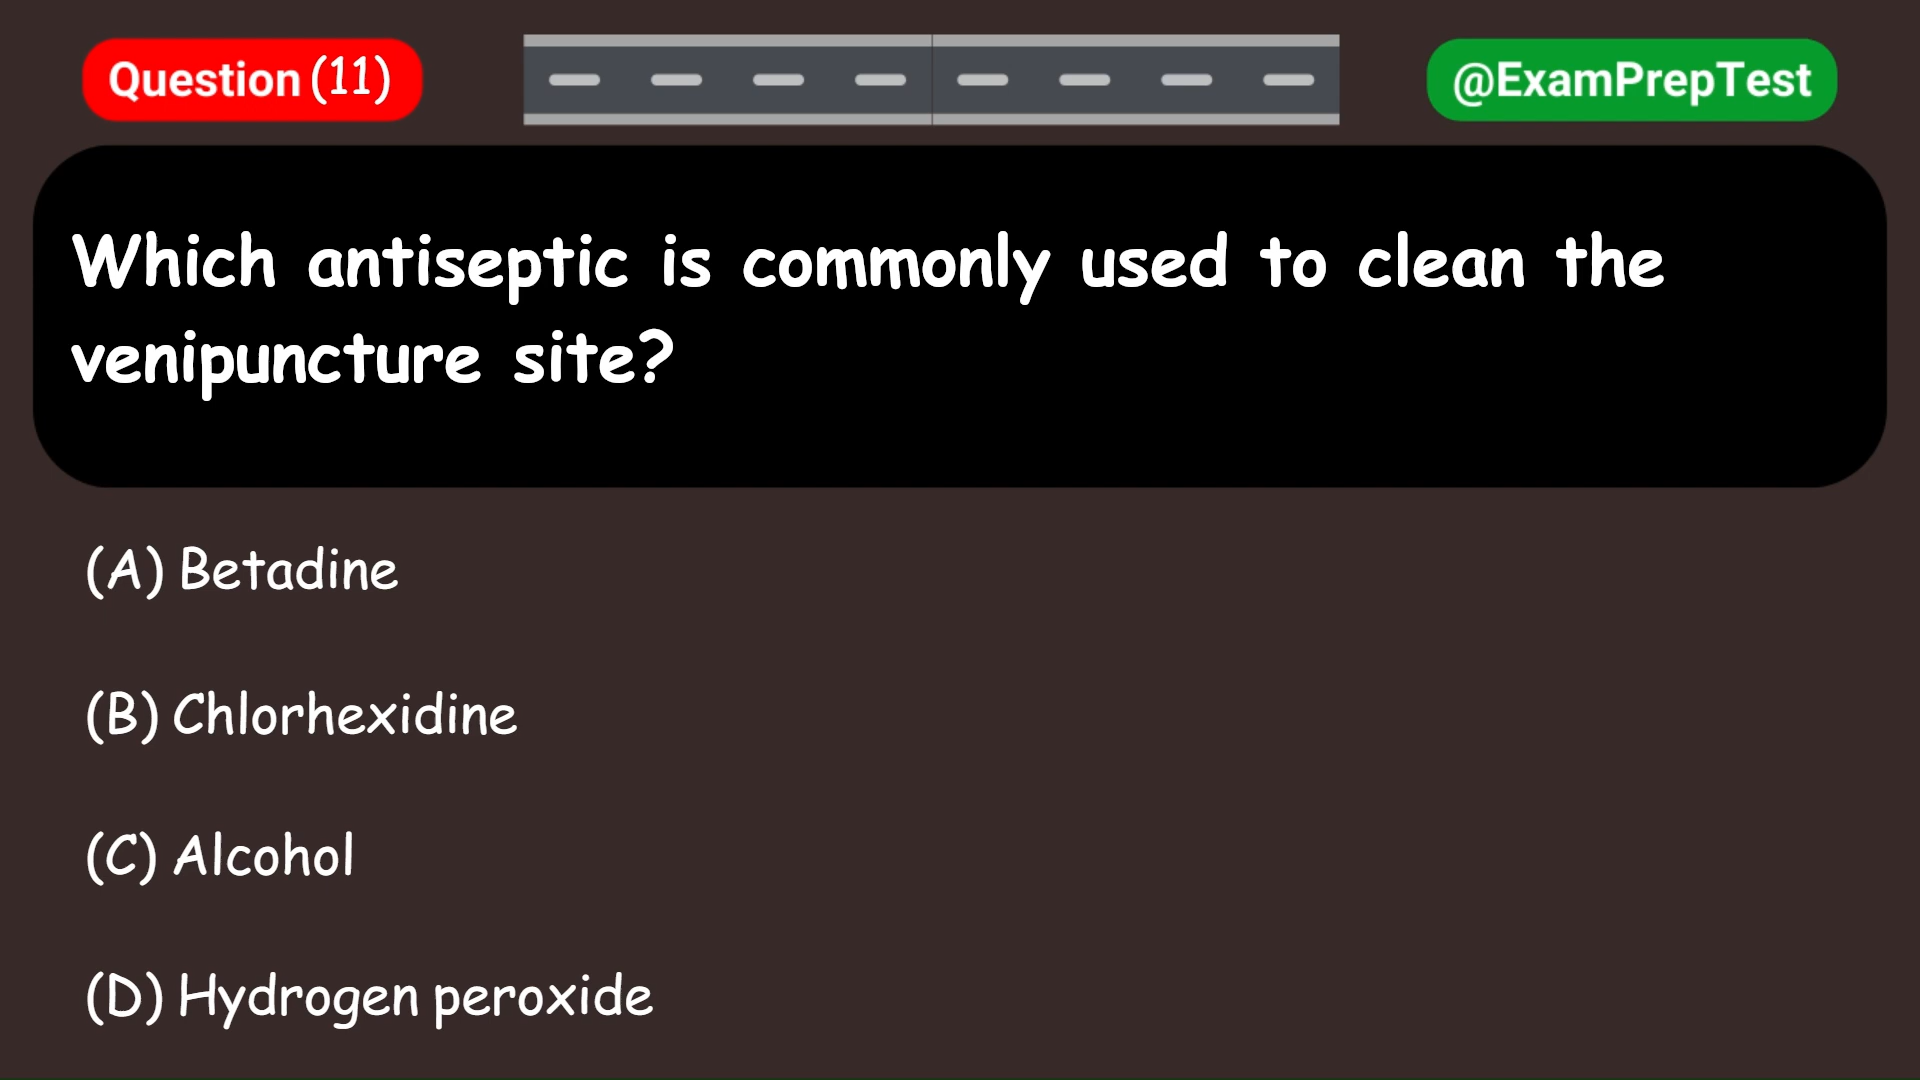 Question (11)
@ExamPrepTest
Which antiseptic is commonly used to clean the
venipuncture site?
(A) Betadine
(B) Chlorhexidine
(C) Alcohol
(D) Hydrogen peroxide